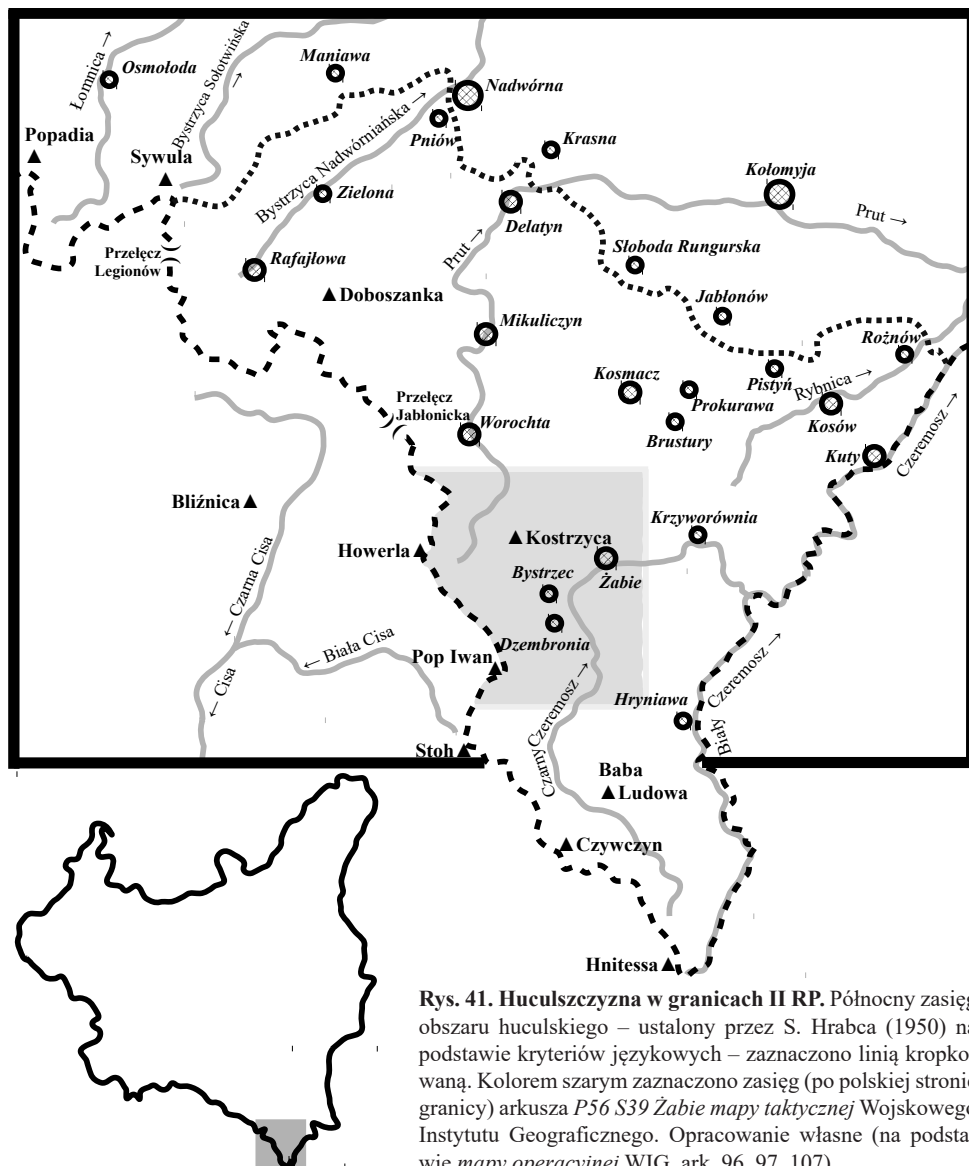 Łomnica →
Osmołoda
Bystrzyca Sołotwińska →
Maniawa
Nadwórna
Pniów
Krasna
Popadia
Sywula
Bystrzyca Nadwórniańska →
Zielona
Kołomyja
Prut →
Delatyn
Prut →
Słoboda Rungurska
Przełęcz
Legionów
Rafajłowa
Doboszanka
Jabłonów
Mikuliczyn
Rożnów
Pistyń
Kosmacz
Prokurawa
Rybnica →
Przełęcz
Jabłonicka
Worochta
Brustury
Kosów
Czeremosz →
Kuty
Bliźnica
Krzyworównia
Howerla
Kostrzyca
Żabie
Bystrzec
← Czarna Cisa
Dzembronia
← Biała Cisa
Pop Iwan
← Cisa
Hryniawa
Biały Czeremosz →
Stoh
Czarny Czeremosz →
Baba
Ludowa
Czywczyn
Hnitessa
Rys. 41. Huculszczyzna w granicach II RP. Północny zasięg
obszaru huculskiego – ustalony przez S. Hrabca (1950) na
podstawie kryteriów językowych – zaznaczono linią kropko
waną. Kolorem szarym zaznaczono zasięg (po polskiej stronie
granicy) arkusza P56 S39 Żabie mapy taktycznej Wojskowego
Instytutu Geograficznego. Opracowanie własne (na podsta
wie mapy operacyjnej WIG, ark. 96, 97, 107)